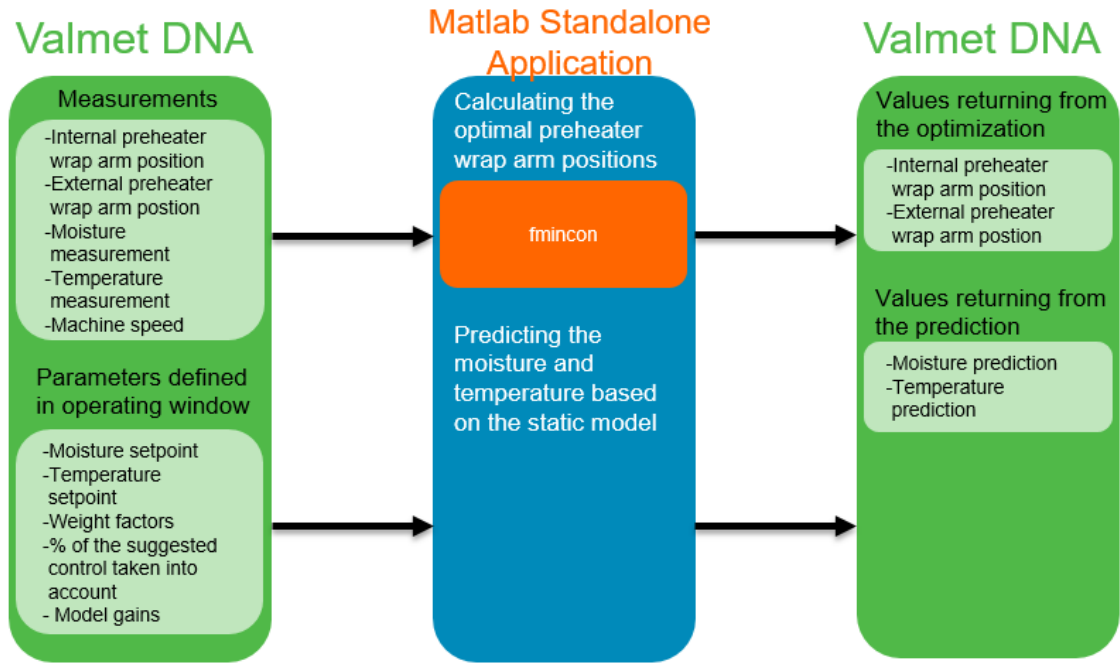 Valmet DNA
Measurements
-Internal preheater
wrap arm position
-External preheater
wrap arm postion
-Moisture
measurement
-Temperature
measurement
-Machine speed
Parameters defined
in operating window
-Moisture setpoint
-Temperature
setpoint
-Weight factors
-% of the suggested
control taken into
account
- Model gains
Matlab Standalone
Application
Calculating the
optimal preheater
wrap arm positions
fmincon
Predicting the
moisture and
temperature based
on the static model
Valmet DNA
Values returning from
the optimization
-Internal preheater
wrap arm position
-External preheater
wrap arm postion
Values returning from
the prediction
-Moisture prediction
-Temperature
prediction